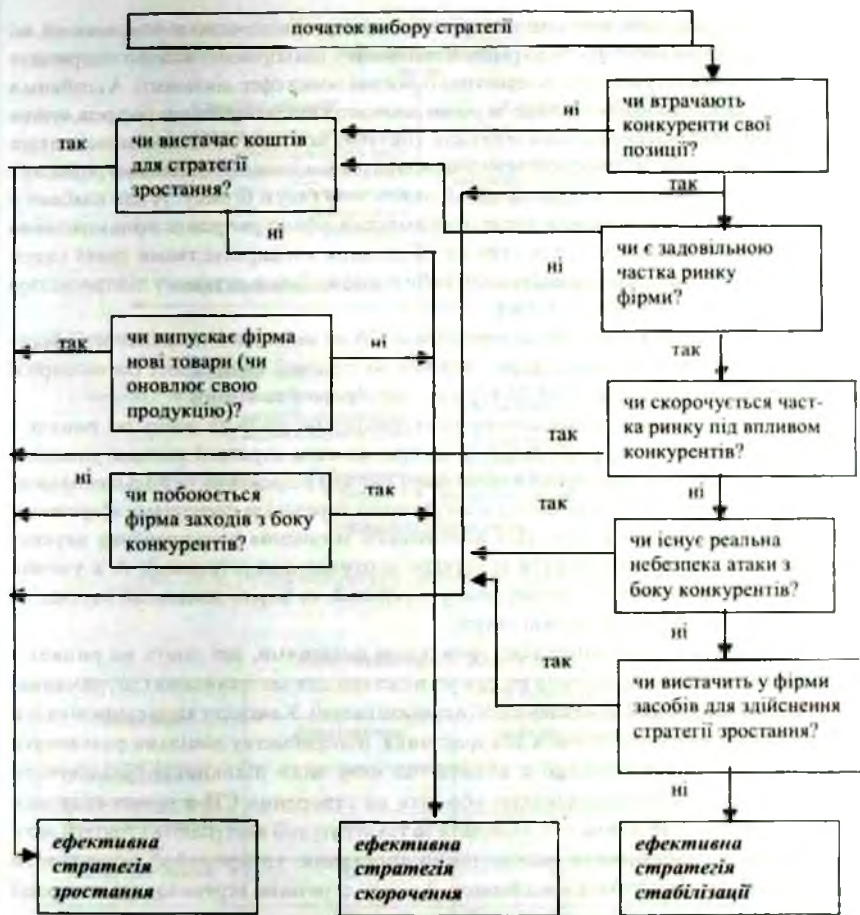 початок вибору стратегії
чи втрачають
конкуренти свої
позиції?
ні
так
чи вистачає коштів
для стратегії
зростання?
так
ні
ні
чи є задовільною
частка ринку
фірми?
так
так
чи випускає фірма
нові товари (чи
оновлює свою
продукцію)?
ні
чи скорочується част-
ка ринку під впливом
конкурентів?
так
ні
ні
чи побоюється
фірма заходів з боку
конкурентів?
так
так
чи існує реальна
небезпека атаки з
боку конкурентів?
ні
так
чи вистачить у фірми
засобів для здійснення
стратегії зростання?
ні
ефективна
стратегія
зростання
ефективна
стратегія
скорочення
ефективна
стратегія
стабілізації